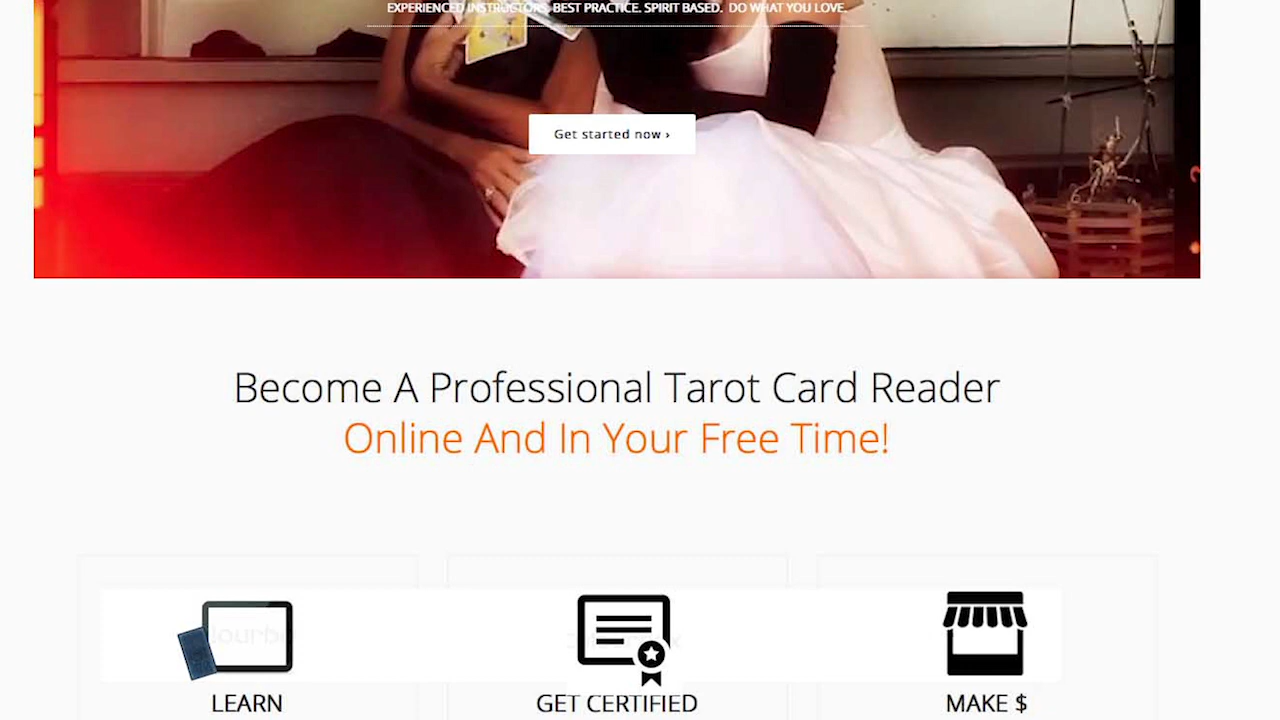 EXPERIENCED INSTRUCTORS. BEST PRACTICE. SPIRIT BASED. DO WHAT YOU LOVE.
Get started now ›
Become A Professional Tarot Card Reader
Online And In Your Free Time!
LEARN
GET CERTIFIED
MAKE $